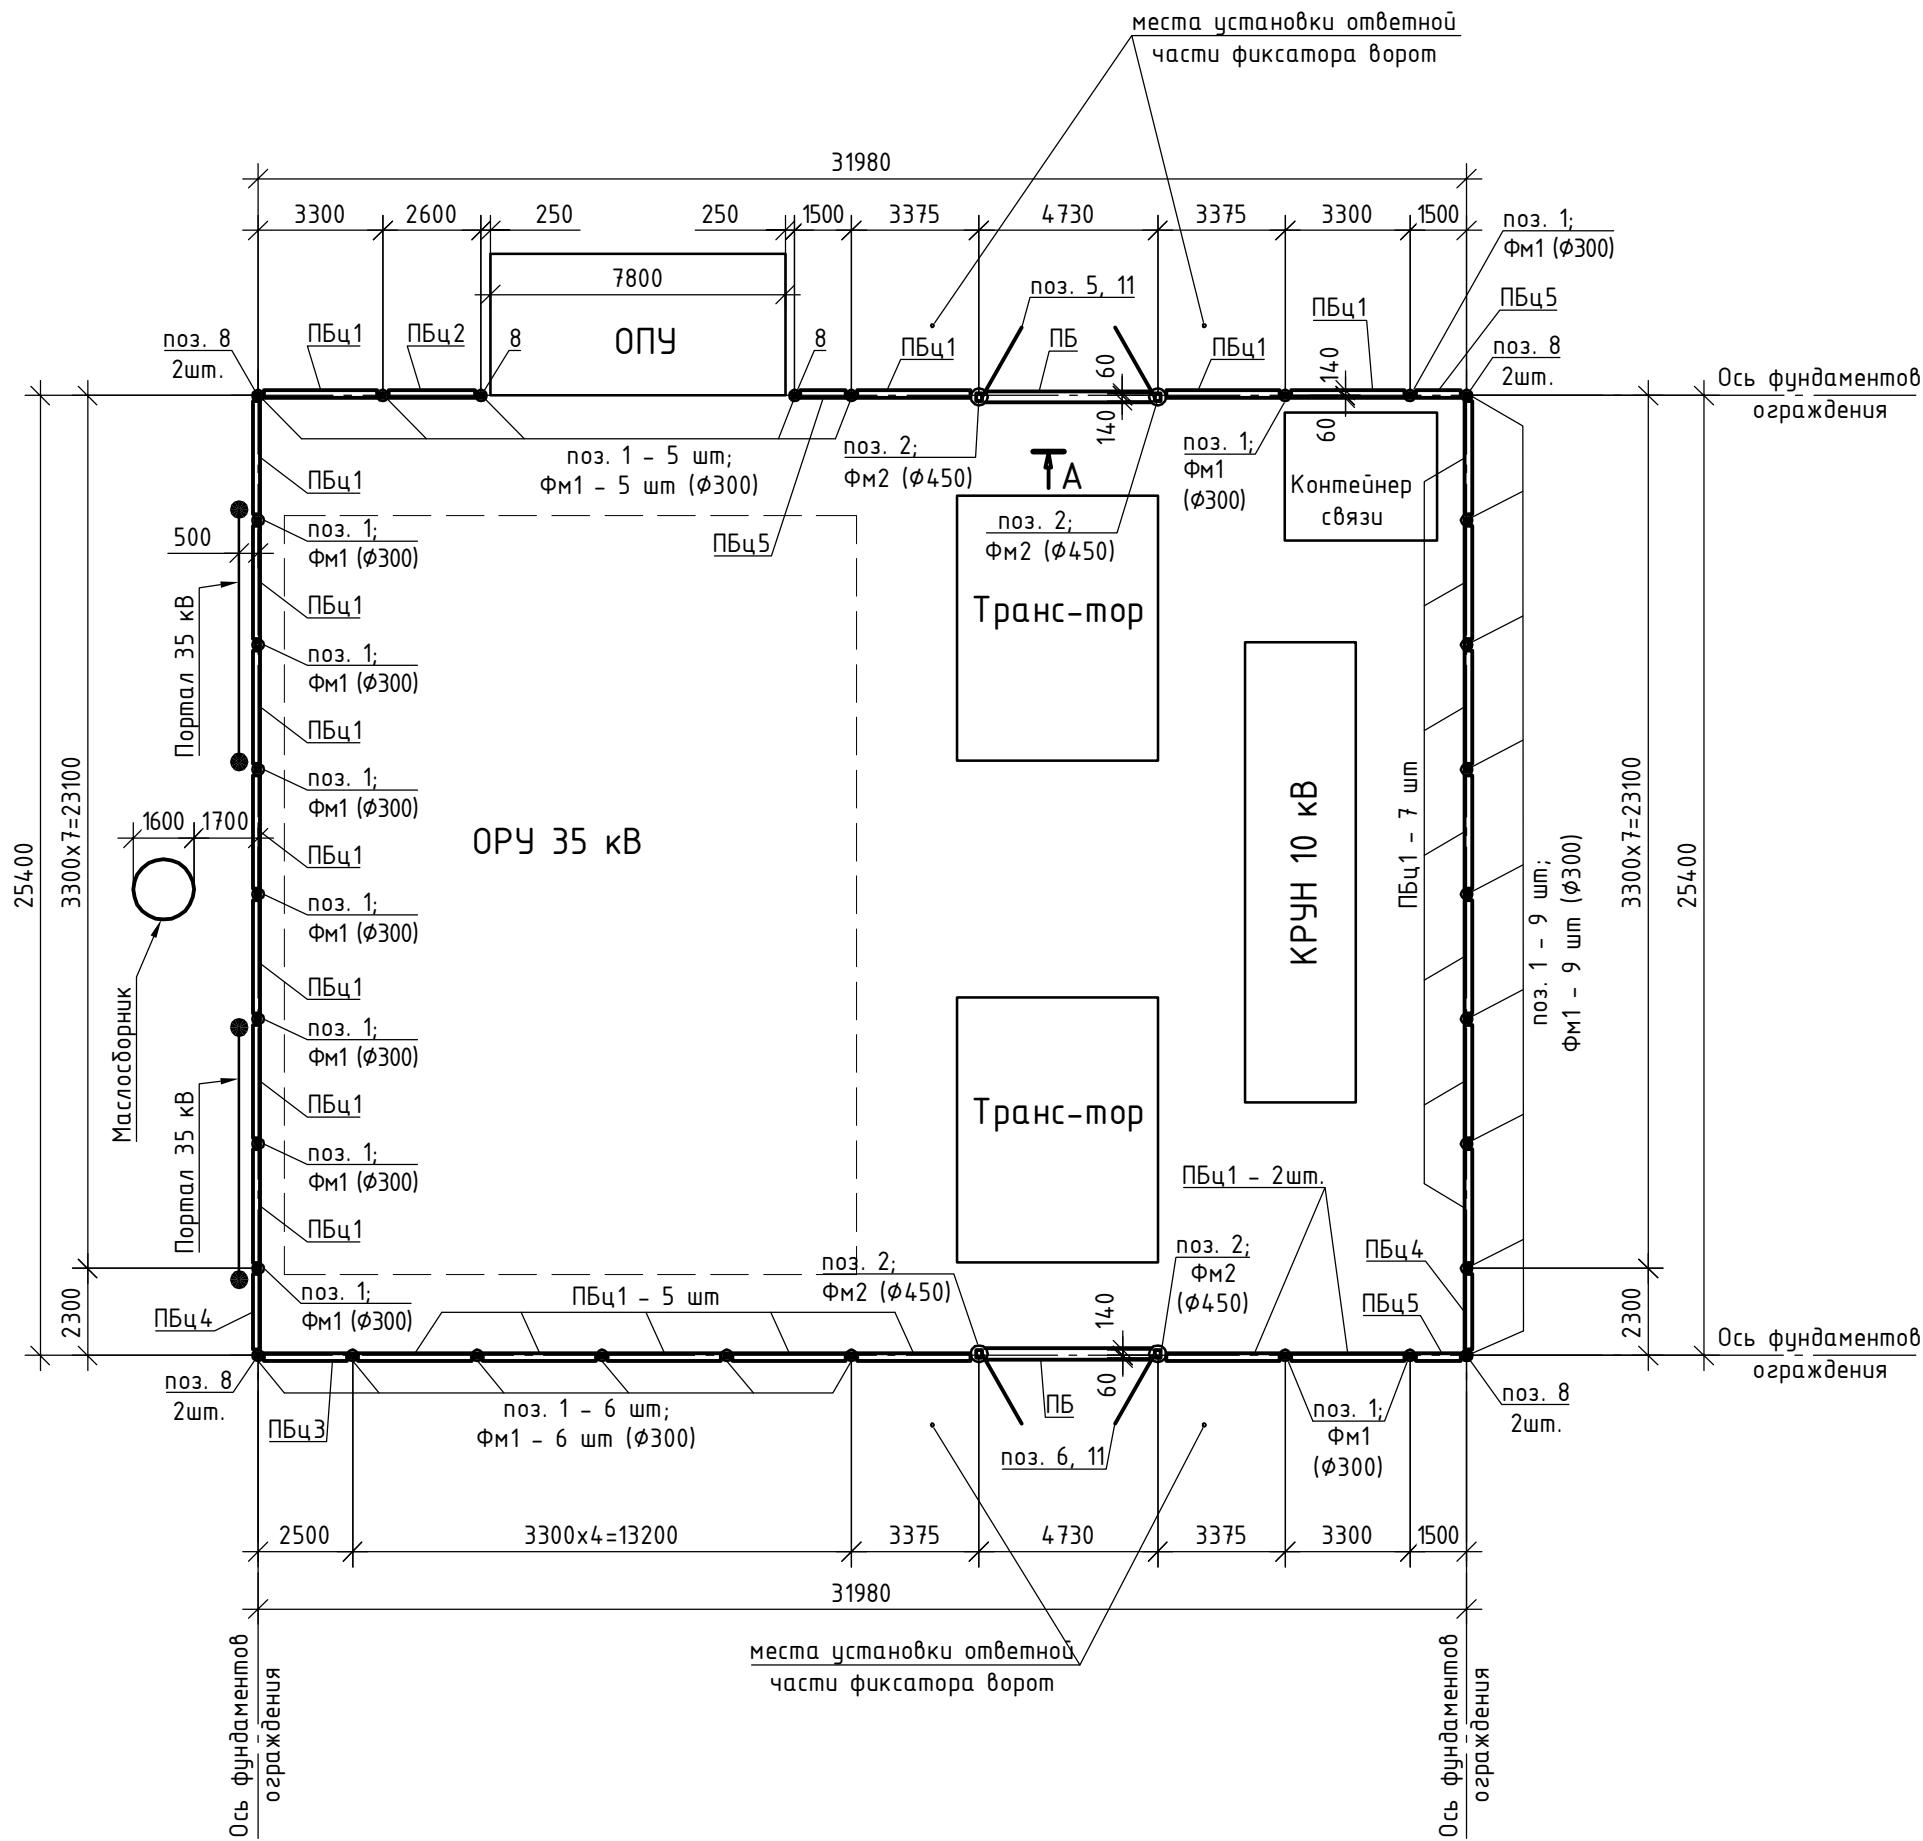 места установки ответной
части фиксатора ворот
31980
3300
2600
250
250
1500
3375
4730
3375
3300
1500
поз. 1;
Фм1 (Ø300)
7800
поз. 5, 11
ПБц1
ПБц5
поз. 8
2шт.
ПБц1
ПБц2
8
ОПУ
8
ПБц1
ПБ
60
140
ПБц1
140
60
поз. 8
2шт.
Ось фундаментов
ограждения
поз. 1 - 5 шт;
Фм1 - 5 шт (Ø300)
поз. 2;
Фм2 (Ø450)
А
поз. 1;
Фм1
(Ø300)
Контейнер
связи
ПБц1
500
поз. 1;
Фм1 (Ø300)
ПБц5
поз. 2;
Фм2 (Ø450)
Транс-тор
ПБц1
Портал 35 кВ
поз. 1;
Фм1 (Ø300)
ПБц1
поз. 1;
Фм1 (Ø300)
1600
1700
ПБц1
ОРУ 35 кВ
КРУН 10 кВ
ПБц1 - 7 шт
поз. 1 - 9 шт;
Фм1 - 9 шт (Ø300)
3300х7=23100
25400
25400
3300х7=23100
поз. 1;
Фм1 (Ø300)
ПБц1
Маслосборник
поз. 1;
Фм1 (Ø300)
ПБц1
Портал 35 кВ
Транс-тор
поз. 1;
Фм1 (Ø300)
ПБц1
ПБц1 - 2шт.
поз. 2;
Фм2 (Ø450)
поз. 2;
Фм2
(Ø450)
ПБц4
ПБц5
2300
2300
поз. 1;
Фм1 (Ø300)
ПБц1 - 5 шт
ПБц4
140
60
Ось фундаментов
ограждения
поз. 8
2шт.
ПБц3
поз. 1 - 6 шт;
Фм1 - 6 шт (Ø300)
ПБ
поз. 6, 11
поз. 1;
Фм1
(Ø300)
поз. 8
2шт.
2500
3300х4=13200
3375
4730
3375
3300
1500
31980
места установки ответной
части фиксатора ворот
Ось фундаментов
ограждения
Ось фундаментов
ограждения